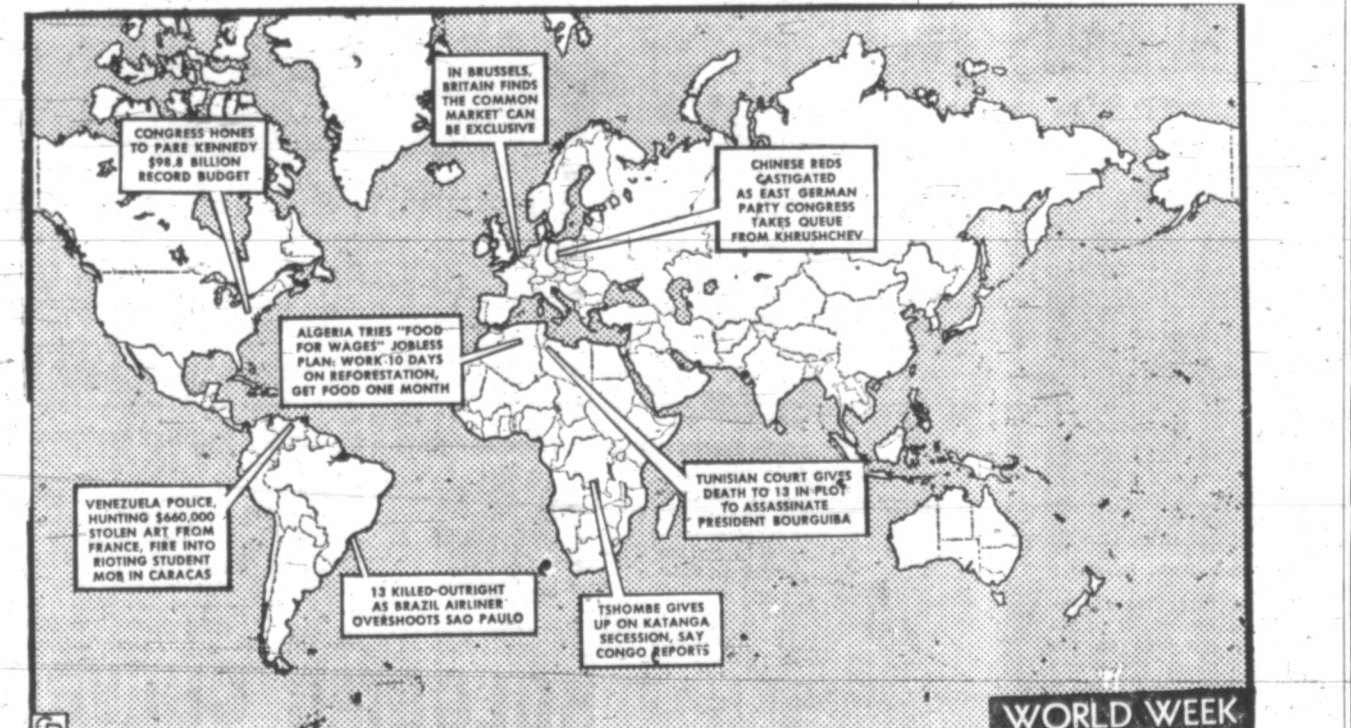 IN BRUSSELS,
BRITAIN FINDS
THE COMMON
MARKET CAN
BE EXCLUSIVE
CONGRESS HONES
TO PARE KENNEDY
$98.8 BILLION
RECORD BUDGET
CHINESE REDS
CASTIGATED
AS EAST GERMAN
PARTY CONGRESS
TAKES QUEUE
FROM KHRUSHCHEV
ALGERIA TRIES "FOOD
FOR WAGES" JOBLESS
PLAN: WORK 10 DAYS
ON REFORESTATION,
GET FOOD ONE MONTH
TUNISIAN COURT GIVES
DEATH TO 13 IN PLOT
TO ASSASSINATE
PRESIDENT BOURGUIBA
VENEZUELA POLICE,
HUNTING $660,000
STOLEN ART FROM
FRANCE, FIRE INTO
RIOTING STUDENT
MOB IN CARACAS
13 KILLED OUTRIGHT
AS BRAZIL AIRLINER
OVERSHOOTS SAO PAULO
TSHOMBE GIVES
UP ON KATANGA
SECESSION, SAY
CONGO REPORTS
WORLD WEEK